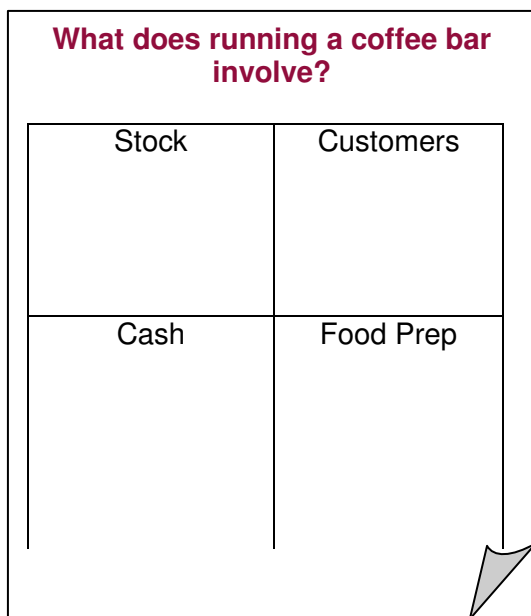 What does running a coffee bar
involve?
Stock
Customers
Cash
Food Prep